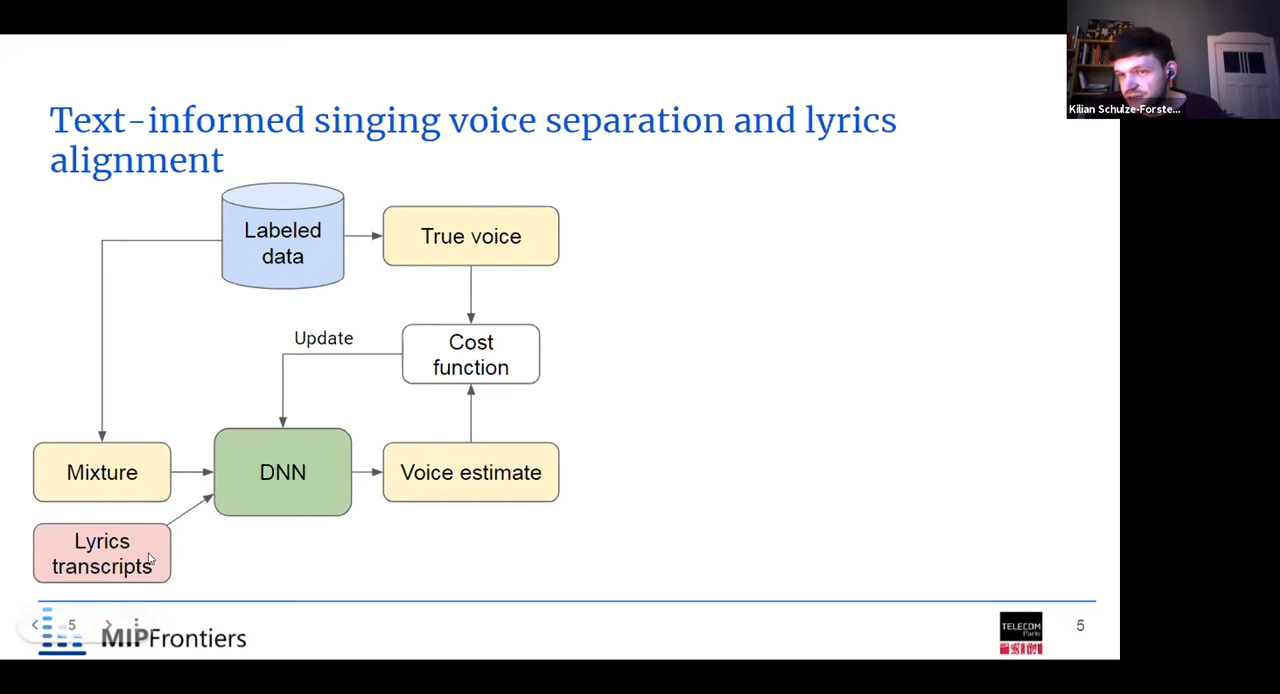 Kilian Schulze-Forste...
Text-informed singing voice separation and lyrics
alignment
Labeled
data
True voice
Update
Cost
function
Mixture
DNN
Voice estimate
Lyrics
transcripts
5
MIPFrontiers
TELECOM
Paris
5